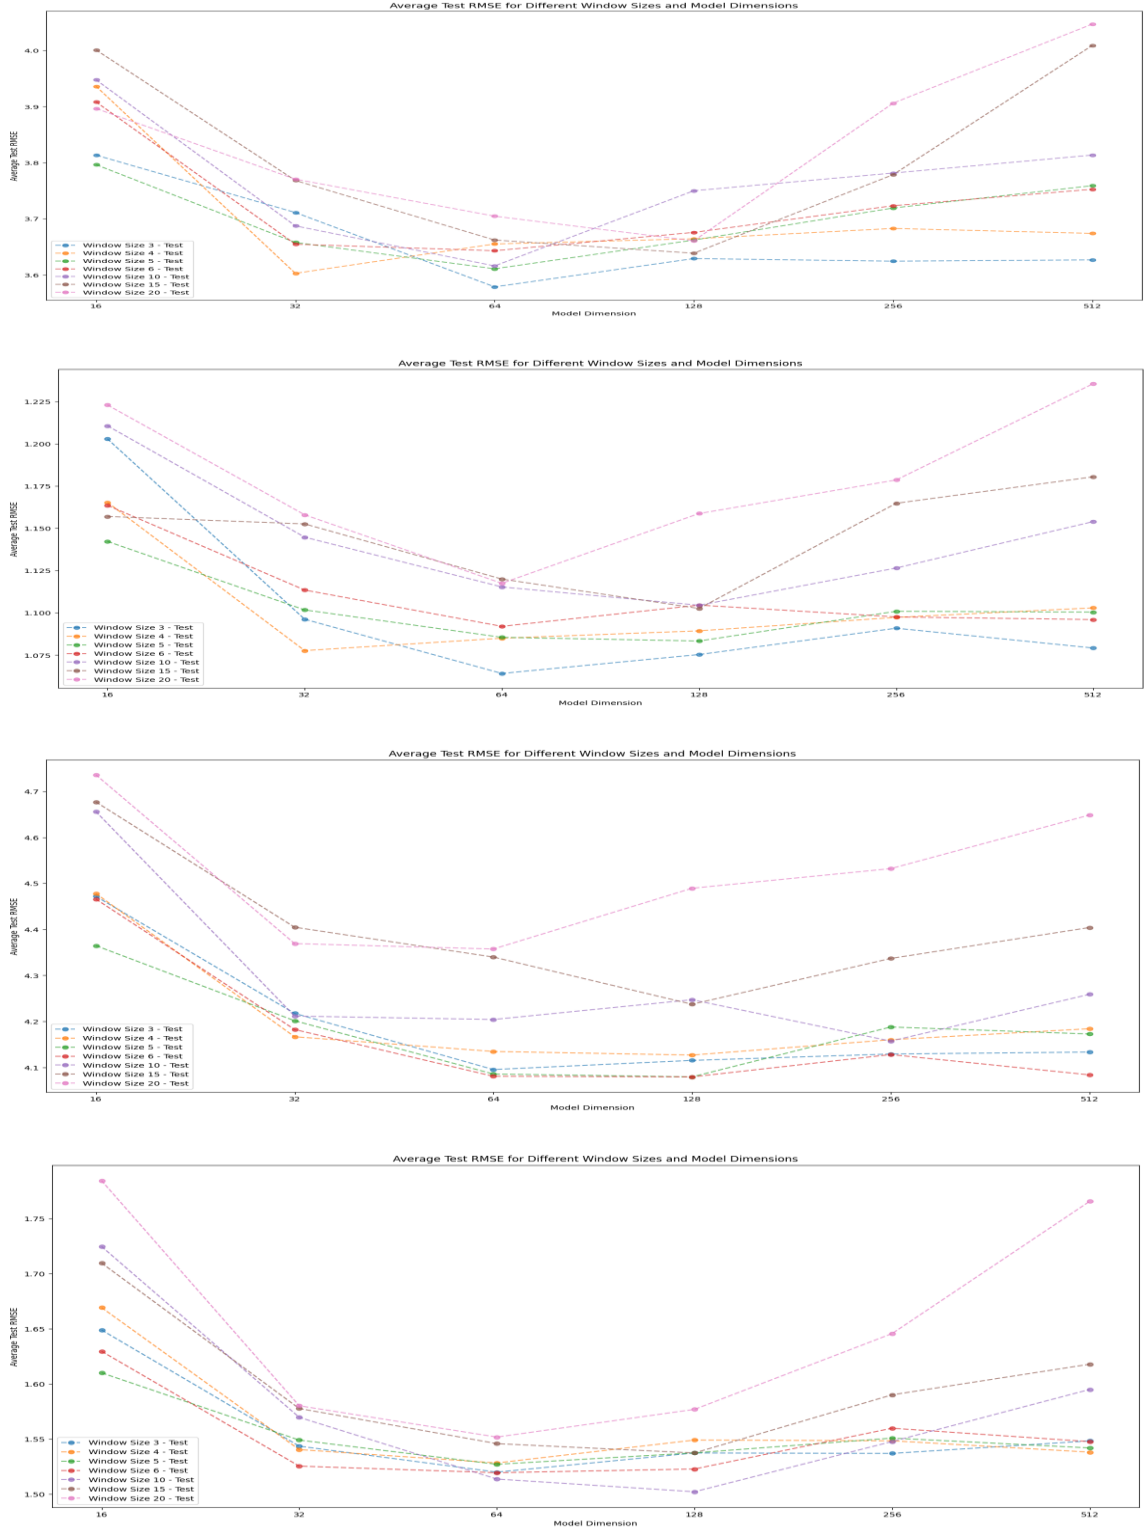 Average Test RMSE for Different Window Sizes and Model Dimensions
4.0
3.9
3.8
3.7
3.6
Average Test RMSE
Window Size 3 - Test
Window Size 4 - Test
Window Size 5 - Test
Window Size 6 - Test
Window Size 10 - Test
Window Size 15 - Test
Window Size 20 - Test
16 32 64 128 256 512
Model Dimension
Average Test RMSE for Different Window Sizes and Model Dimensions
1.225
1.200
1.175
1.150
1.125
1.100
1.075
Average Test RMSE
Window Size 3 - Test
Window Size 4 - Test
Window Size 5 - Test
Window Size 6 - Test
Window Size 10 - Test
Window Size 15 - Test
Window Size 20 - Test
16 32 64 128 256 512
Model Dimension
Average Test RMSE for Different Window Sizes and Model Dimensions
4.7
4.6
4.5
4.4
4.3
4.2
4.1
Average Test RMSE
Window Size 3 - Test
Window Size 4 - Test
Window Size 5 - Test
Window Size 6 - Test
Window Size 10 - Test
Window Size 15 - Test
Window Size 20 - Test
16 32 64 128 256 512
Model Dimension
Average Test RMSE for Different Window Sizes and Model Dimensions
1.75
1.70
1.65
1.60
1.55
1.50
Average Test RMSE
Window Size 3 - Test
Window Size 4 - Test
Window Size 5 - Test
Window Size 6 - Test
Window Size 10 - Test
Window Size 15 - Test
Window Size 20 - Test
16 32 64 128 256 512
Model Dimension